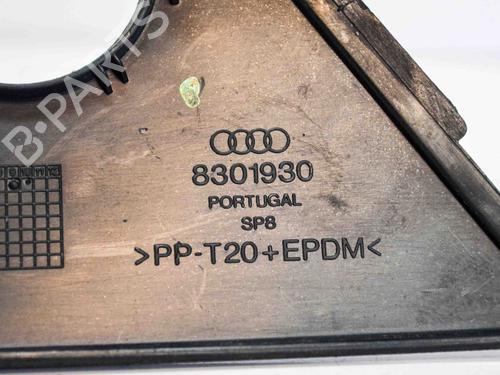 B-PARTS
8301930
PORTUGAL
SP8
>PP-T20+EPDM<